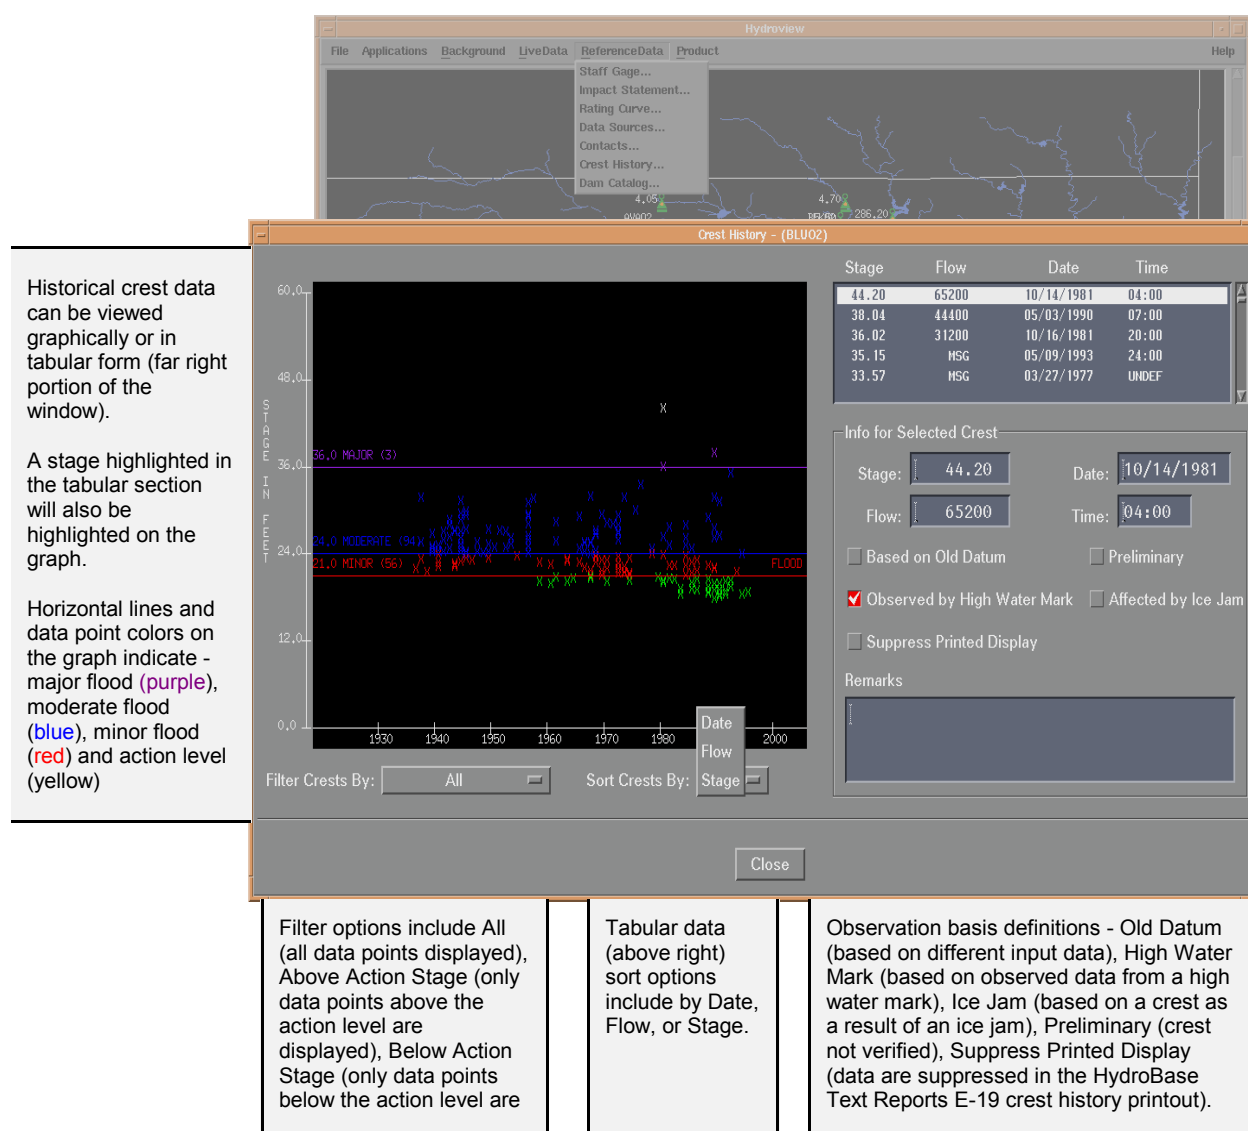 Hydroview
File Applications Background LiveData ReferenceData Product Help
Staff Gage...
Impact Statement...
Rating Curve...
Data Sources...
Contacts...
Crest History...
Dam Catalog...
4.05
4.70
286.20
Crest History - (BLUO2)
Historical crest data
can be viewed
graphically or in
tabular form (far right
portion of the
window).
A stage highlighted in
the tabular section
will also be
highlighted on the
graph.
Horizontal lines and
data point colors on
the graph indicate -
major flood (purple),
moderate flood
(blue), minor flood
(red) and action level
(yellow)
60.0
48.0
36.0
24.0
12.0
0.0
STAGE IN FEET
36.0 MAJOR (3)
24.0 MODERATE (94)
21.0 MINOR (56) FLOOD
1930 1940 1950 1960 1970 1980 2000
Filter Crests By: All
Sort Crests By:
Date
Flow
Stage
Stage Flow Date Time
44.20 65200 10/14/1981 04:00
38.04 44400 05/03/1990 07:00
36.02 31200 10/16/1981 20:00
35.15 MSG 05/09/1993 24:00
33.57 MSG 03/27/1977 UNDEF
Info for Selected Crest
Stage: 44.20 Date: 10/14/1981
Flow: 65200 Time: 04:00
Based on Old Datum Preliminary
Observed by High Water Mark Affected by Ice Jam
Suppress Printed Display
Remarks
Close
Filter options include All
(all data points displayed),
Above Action Stage (only
data points above the
action level are
displayed), Below Action
Stage (only data points
below the action level are
Tabular data
(above right)
sort options
include by Date,
Flow, or Stage.
Observation basis definitions - Old Datum
(based on different input data), High Water
Mark (based on observed data from a high
water mark), Ice Jam (based on a crest as
a result of an ice jam), Preliminary (crest
not verified), Suppress Printed Display
(data are suppressed in the HydroBase
Text Reports E-19 crest history printout).